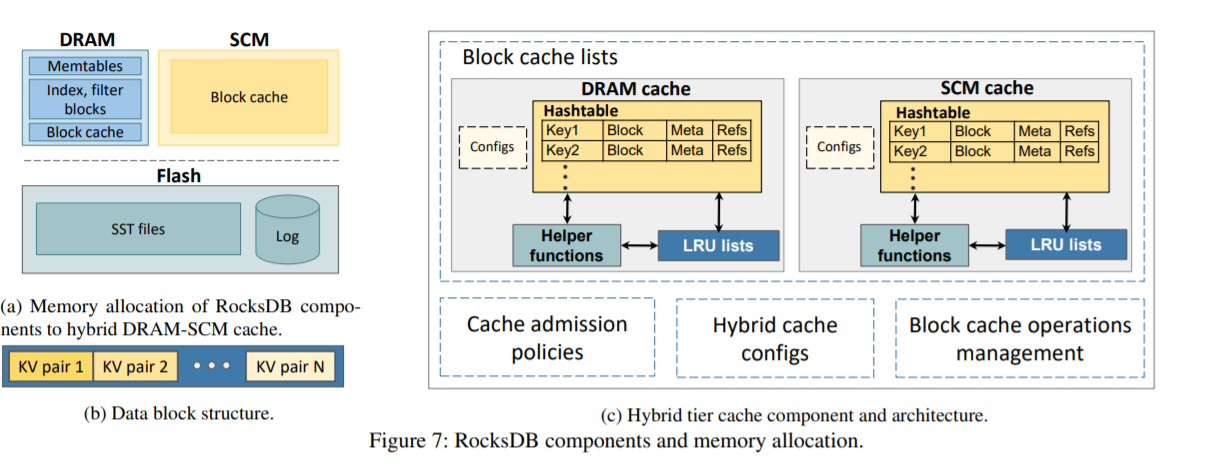 DRAM
SCM
Memtables
Index, filter
blocks
Block cache
Block cache
Flash
SST files
Log
(a) Memory allocation of RocksDB compo-
nents to hybrid DRAM-SCM cache.
KV pair 1
KV pair 2
• • •
KV pair N
(b) Data block structure.
Block cache lists
DRAM cache
Configs
Hashtable
Key1 Block Meta Refs
Key2 Block Meta Refs
Helper
functions
LRU lists
SCM cache
Configs
Hashtable
Key1 Block Meta Refs
Key2 Block Meta Refs
Helper
functions
LRU lists
Cache admission
policies
Hybrid cache
configs
Block cache operations
management
(c) Hybrid tier cache component and architecture.
Figure 7: RocksDB components and memory allocation.